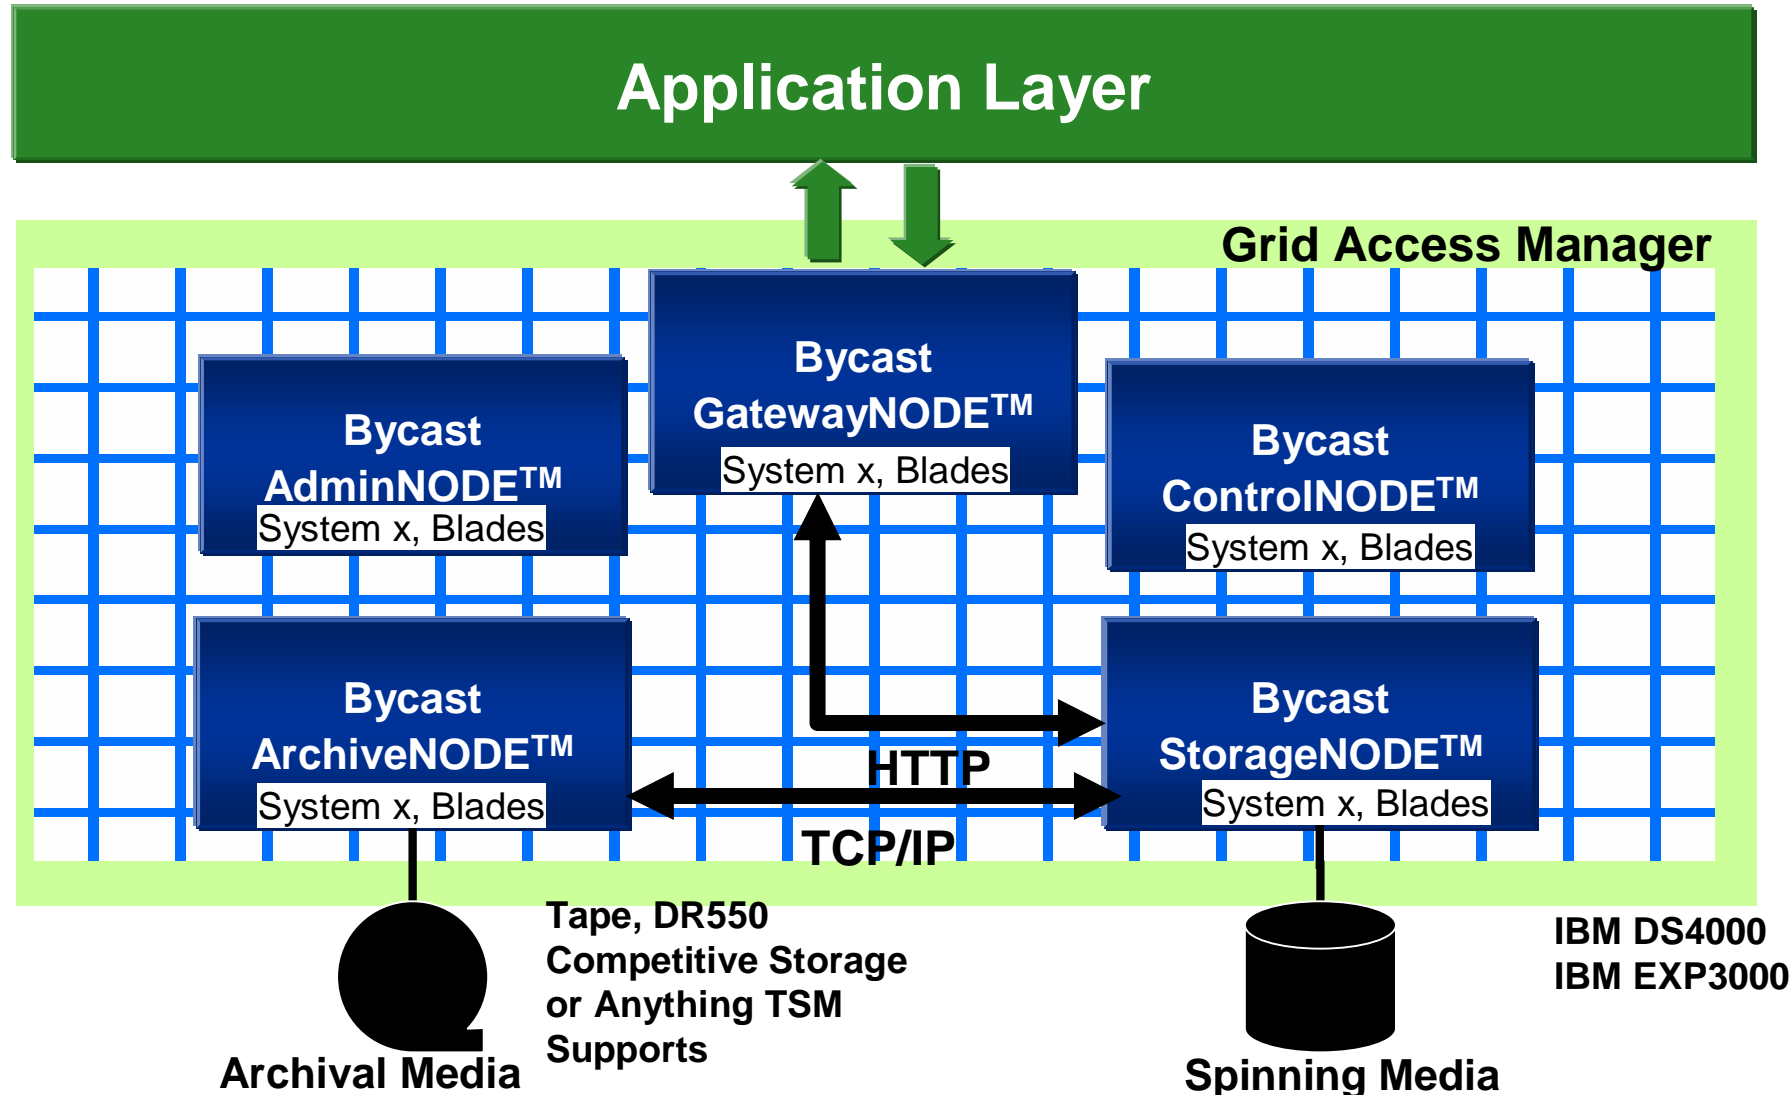 Application Layer
Grid Access Manager
Bycast
GatewayNODE™
System x, Blades
Bycast
AdminNODE™
System x, Blades
Bycast
ControlNODE™
System x, Blades
Bycast
ArchiveNODE™
System x, Blades
Bycast
StorageNODE™
System x, Blades
HTTP
TCP/IP
Tape, DR550
Competitive Storage
or Anything TSM
Supports
Archival Media
IBM DS4000
IBM EXP3000
Spinning Media